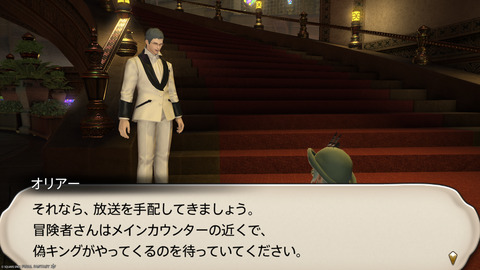 オリアー
それなら、放送を手配してきましょう。
冒険者さんはメインカウンターの近くで、
偽キングがやってくるのを待っていてください。